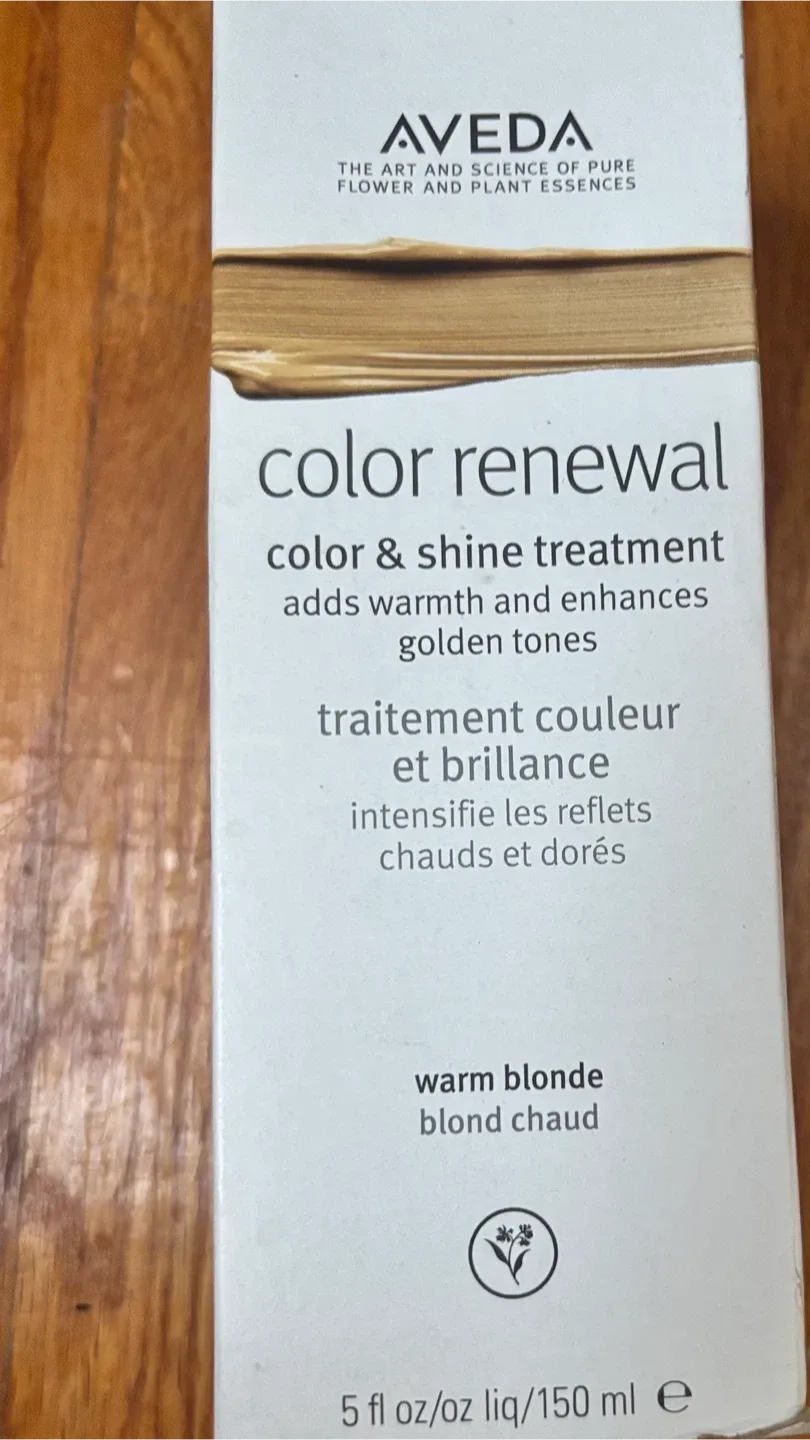 AVEDA
THE ART AND SCIENCE OF PURE
FLOWER AND PLANT ESSENCES
color renewal
color & shine treatment
adds warmth and enhances
golden tones
traitement couleur
et brillance
intensifie les reflets
chauds et dorés
warm blonde
blond chaud
5 fl oz/oz liq/150 ml ℮